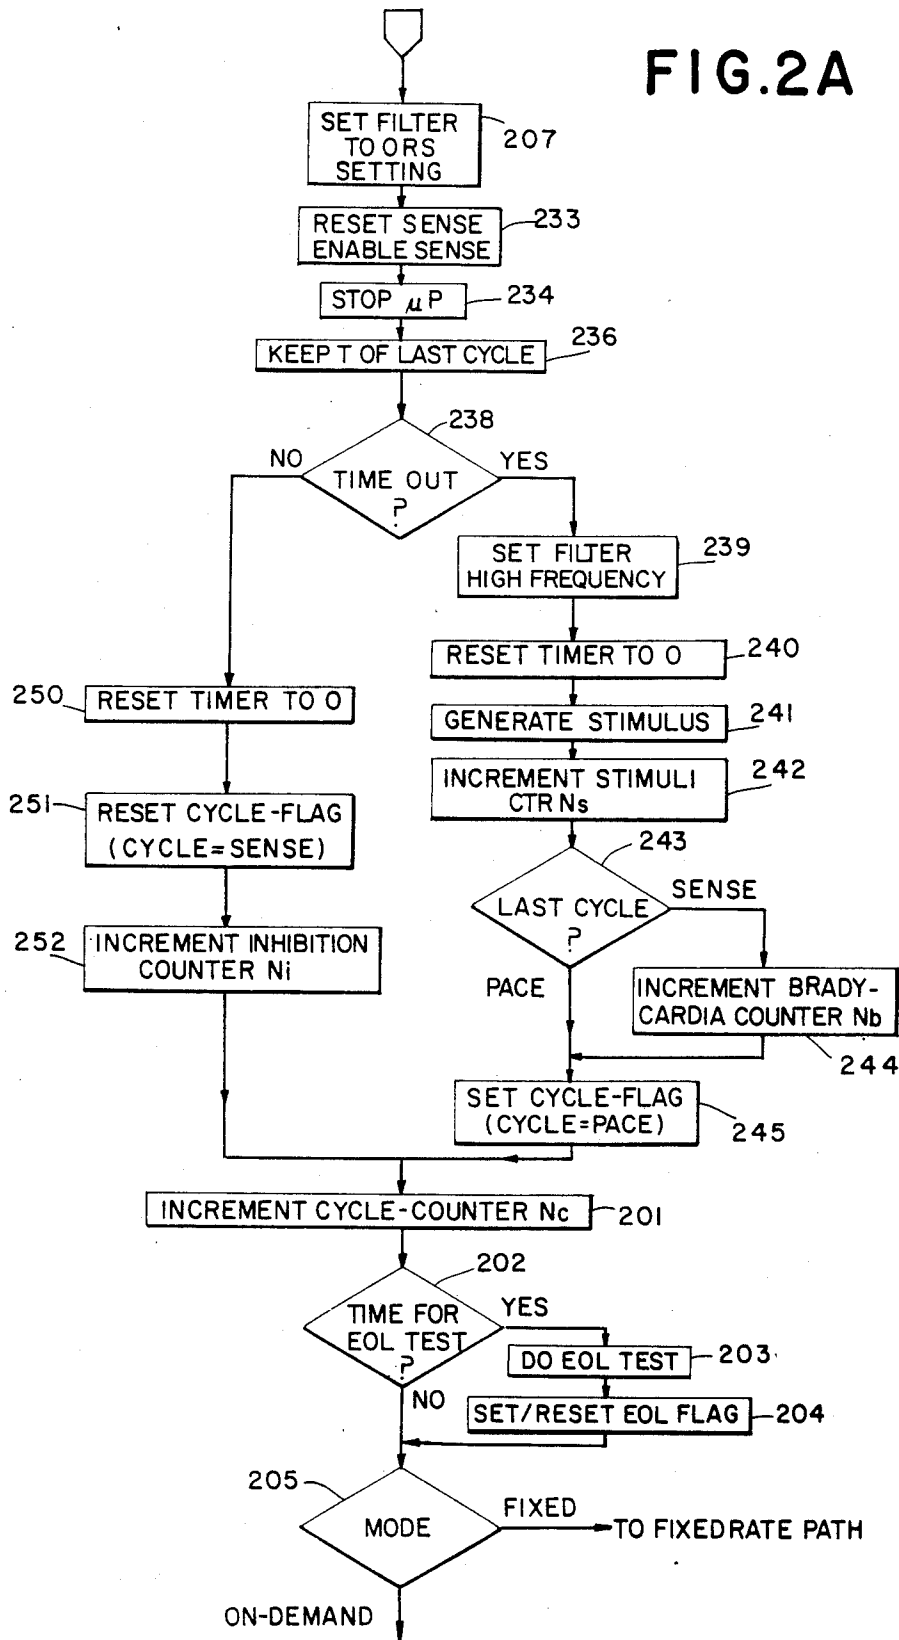 FIG.2A
SET FILTER
TO QRS
SETTING
207
RESET SENSE
ENABLE SENSE
233
STOP μP
234
KEEP T OF LAST CYCLE
236
238
NO
YES
TIME OUT
?
SET FILTER
HIGH FREQUENCY
239
RESET TIMER TO 0
240
250
RESET TIMER TO 0
GENERATE STIMULUS
241
INCREMENT STIMULI
CTR Ns
242
251
RESET CYCLE-FLAG
(CYCLE=SENSE)
243
LAST CYCLE
?
SENSE
PACE
252
INCREMENT INHIBITION
COUNTER Ni
INCREMENT BRADY-
CARDIA COUNTER Nb
244
SET CYCLE-FLAG
(CYCLE=PACE)
245
INCREMENT CYCLE-COUNTER Nc
201
202
TIME FOR
EOL TEST
?
YES
DO EOL TEST
203
NO
SET/RESET EOL FLAG
204
205
MODE
FIXED
TO FIXED RATE PATH
ON-DEMAND